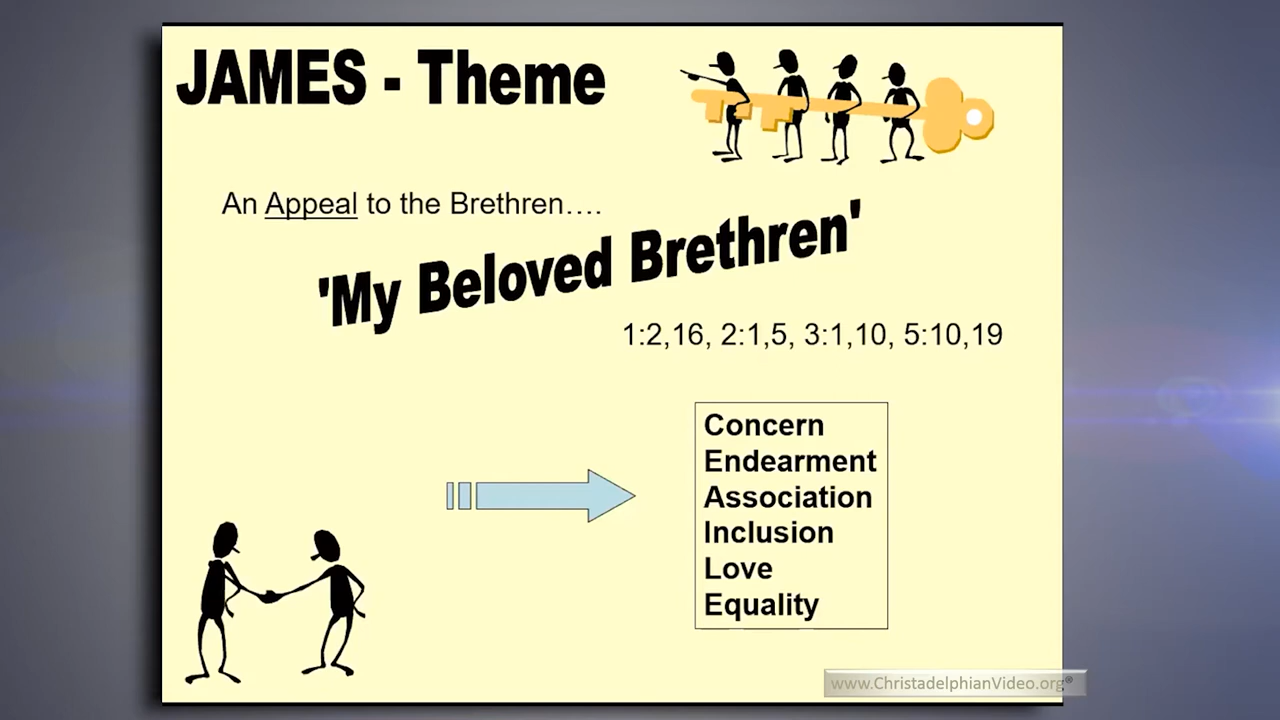 JAMES - Theme
An Appeal to the Brethren....
'My Beloved Brethren'
1:2,16, 2:1,5, 3:1,10, 5:10,19
Concern
Endearment
Association
Inclusion
Love
Equality
www.ChristadelphianVideo.org®